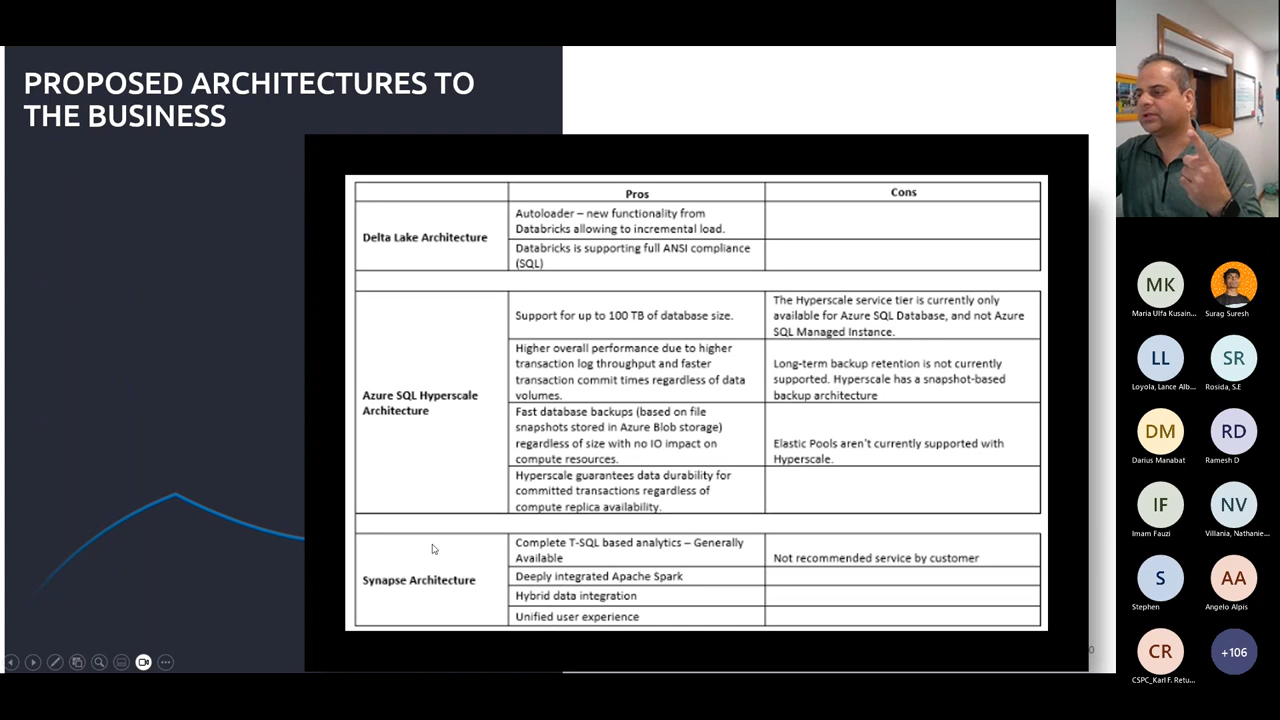 PROPOSED ARCHITECTURES TO
THE BUSINESS
Pros
Cons
Delta Lake Architecture
Autoloader – new functionality from
Databricks allowing to incremental load.
Databricks is supporting full ANSI compliance
(SQL)
Azure SQL Hyperscale
Architecture
Support for up to 100 TB of database size.
The Hyperscale service tier is currently only
available for Azure SQL Database, and not Azure
SQL Managed Instance.
Higher overall performance due to higher
transaction log throughput and faster
transaction commit times regardless of data
volumes.
Long-term backup retention is not currently
supported. Hyperscale has a snapshot-based
backup architecture
Fast database backups (based on file
snapshots stored in Azure Blob storage)
regardless of size with no IO impact on
compute resources.
Elastic Pools aren't currently supported with
Hyperscale.
Hyperscale guarantees data durability for
committed transactions regardless of
compute replica availability.
Synapse Architecture
Complete T-SQL based analytics – Generally
Available
Not recommended service by customer
Deeply integrated Apache Spark
Hybrid data integration
Unified user experience
0
MK
Maria Ulfa Kusain...
Surag Suresh
LL
Loyola, Lance Alb...
SR
Rosida, S.E
DM
Darius Manabat
RD
Ramesh D
IF
Imam Fauzi
NV
Villania, Nathanie...
S
Stephen
AA
Angelo Alpis
CR
CSPC_Karl F. Retu...
+106